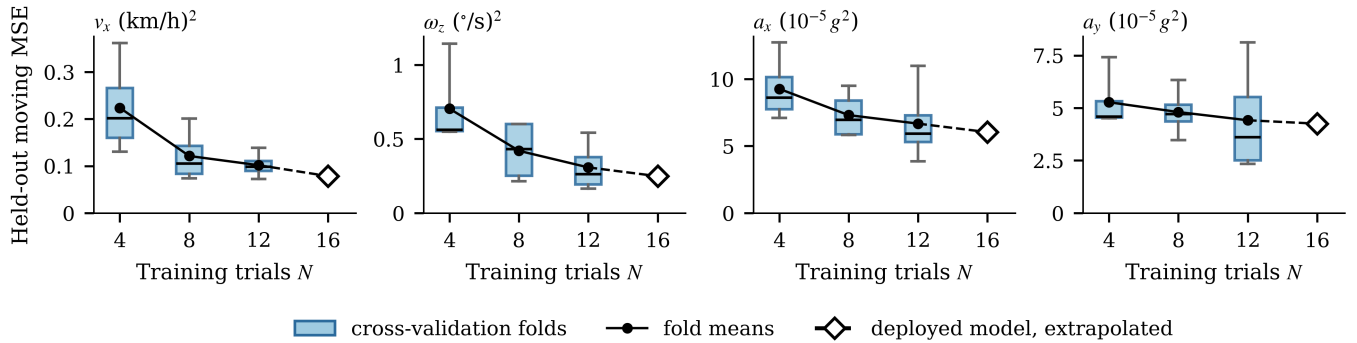 Held-out moving MSE
vₓ (km/h)²
0.3
0.2
0.1
0
4 8 12 16
Training trials N
ω_z (°/s)²
1
0.5
0
4 8 12 16
Training trials N
aₓ (10⁻⁵ g²)
10
5
0
4 8 12 16
Training trials N
a_y (10⁻⁵ g²)
7.5
5
2.5
0
4 8 12 16
Training trials N
cross-validation folds fold means deployed model, extrapolated